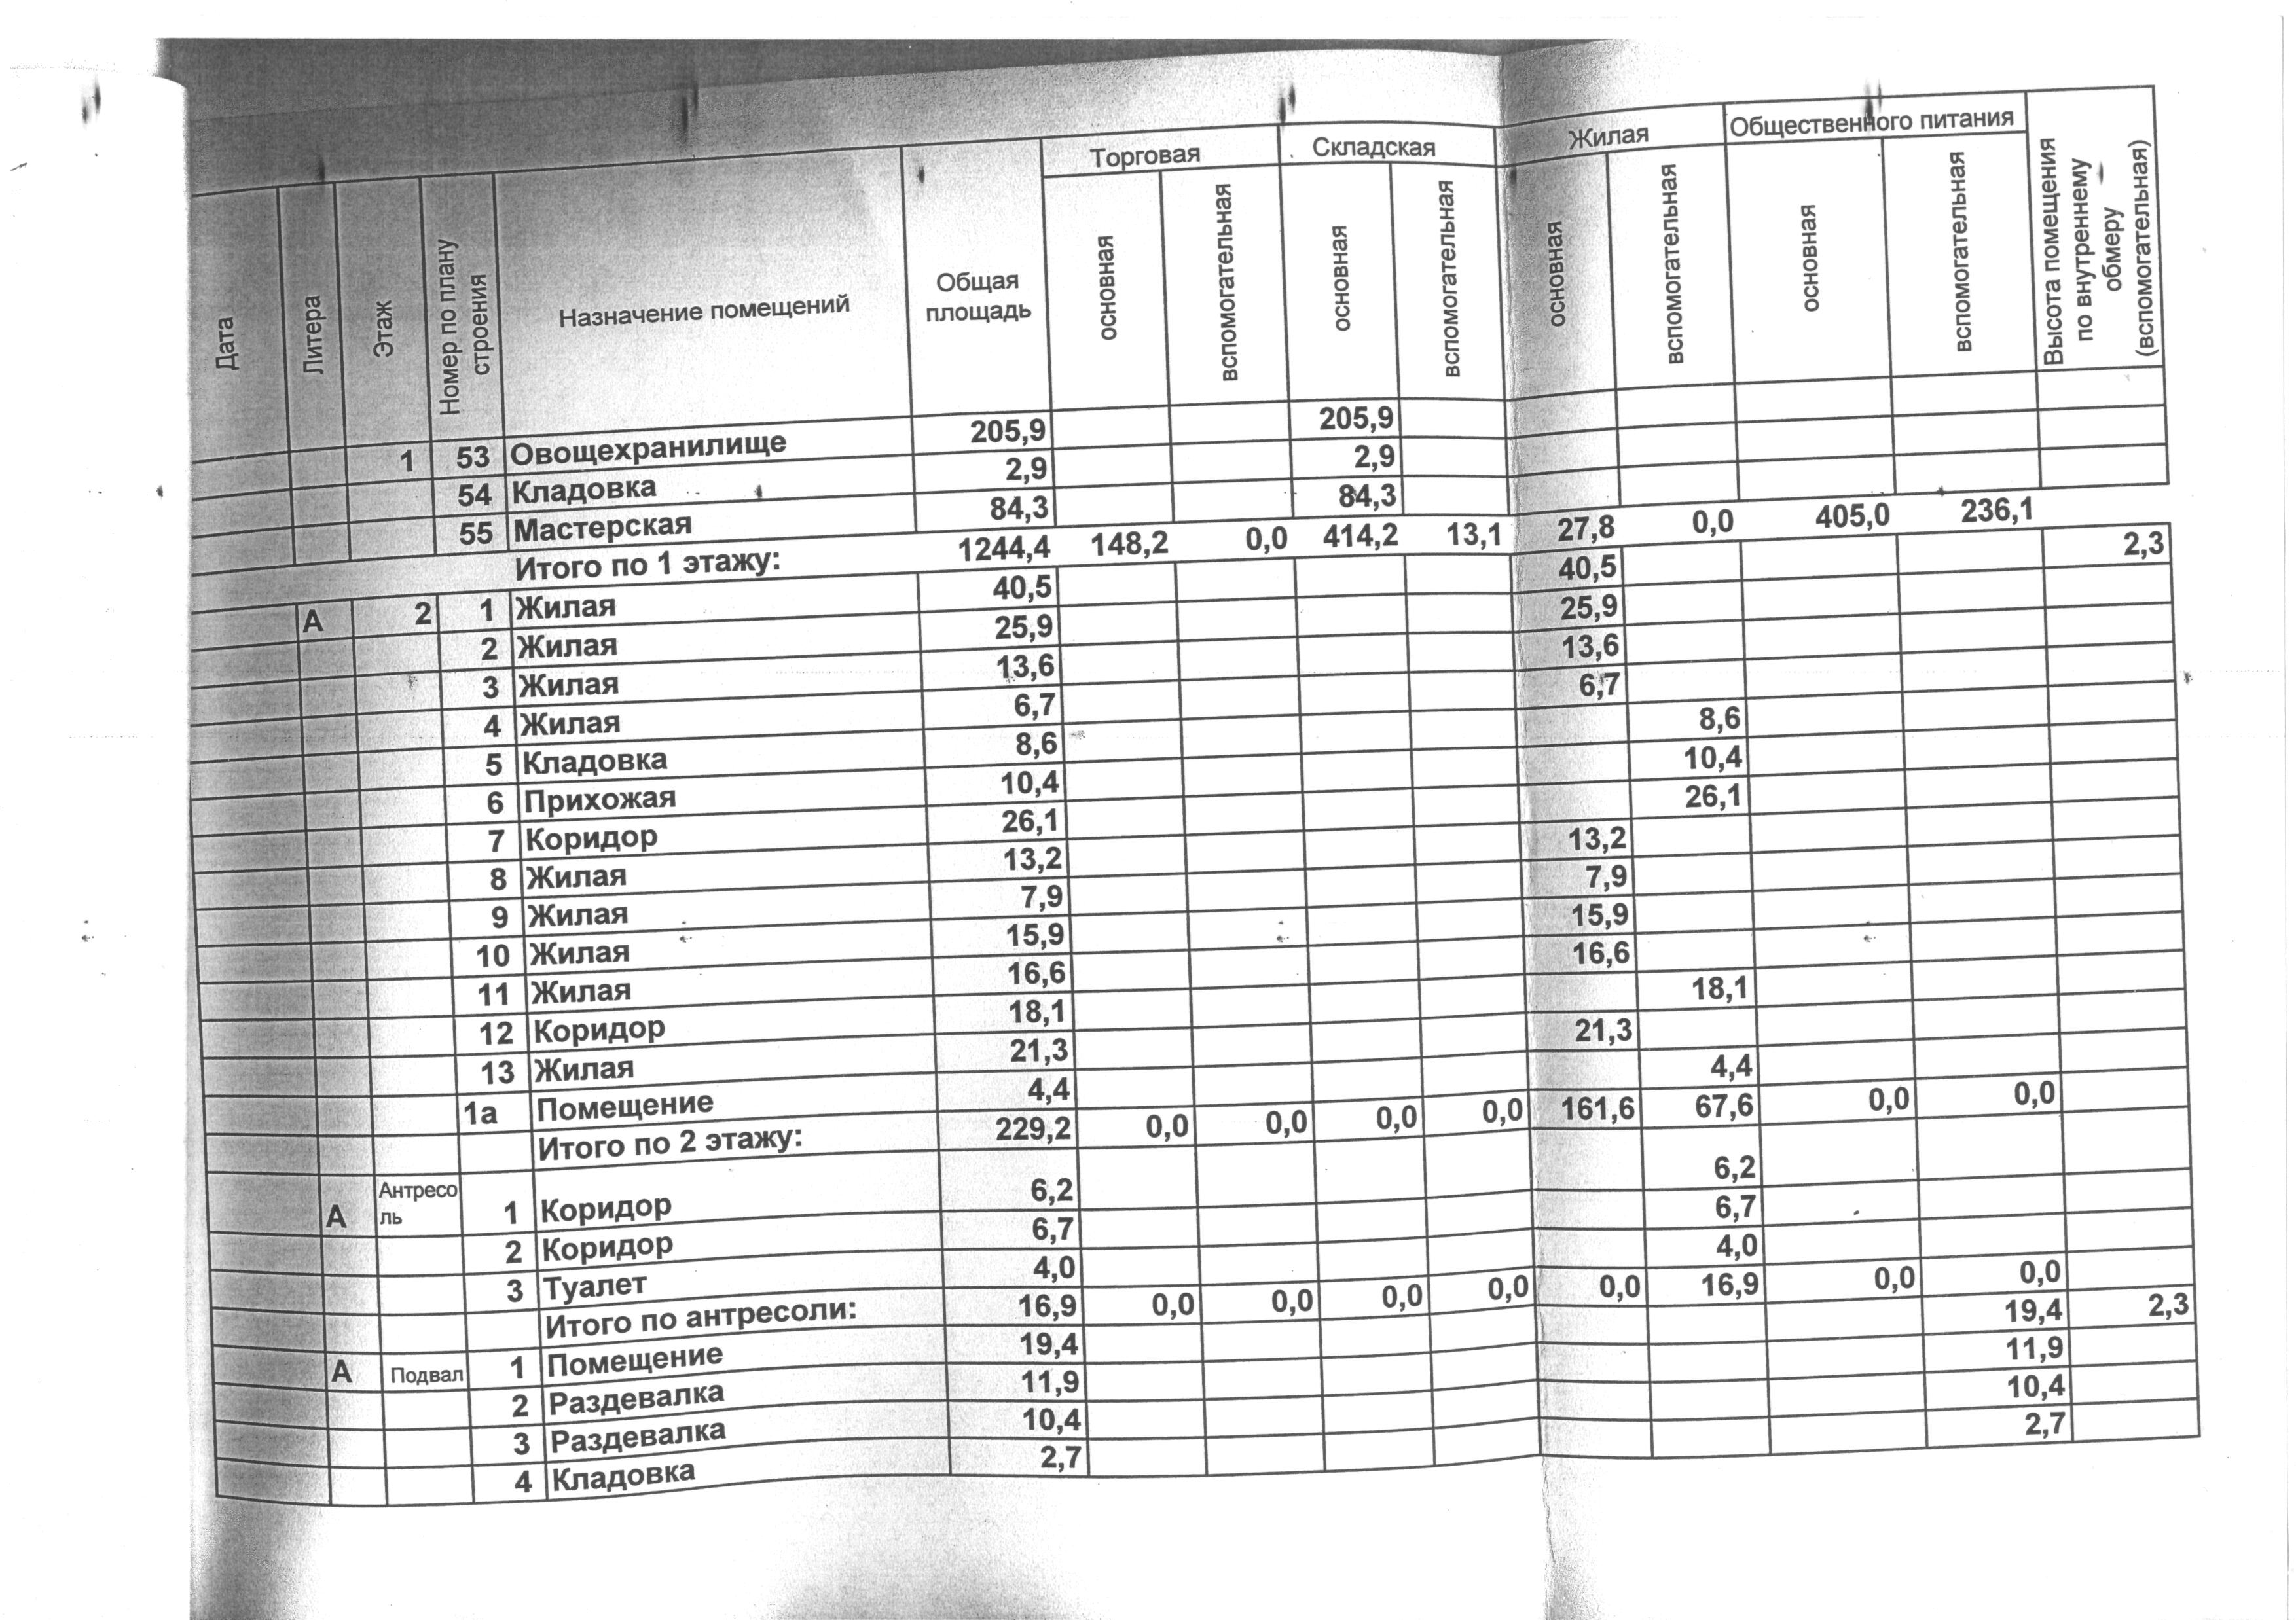 Дата Литера Этаж Номер по плану строения Назначение помещений Общая площадь Торговая Складская Жилая Общественного питания Высота помещения по внутреннему обмеру (вспомогательная)
основная вспомогательная основная вспомогательная основная вспомогательная основная вспомогательная
1 53 Овощехранилище 205,9 205,9
54 Кладовка 2,9 2,9
55 Мастерская 84,3 84,3
Итого по 1 этажу: 1244,4 148,2 0,0 414,2 13,1 27,8 0,0 405,0 236,1
А 2 1 Жилая 40,5 40,5 2,3
2 Жилая 25,9 25,9
3 Жилая 13,6 13,6
4 Жилая 6,7 6,7
5 Кладовка 8,6 8,6
6 Прихожая 10,4 10,4
7 Коридор 26,1 26,1
8 Жилая 13,2 13,2
9 Жилая 7,9 7,9
10 Жилая 15,9 15,9
11 Жилая 16,6 16,6
12 Коридор 18,1 18,1
13 Жилая 21,3 21,3
1а Помещение 4,4 4,4
Итого по 2 этажу: 229,2 0,0 0,0 0,0 0,0 161,6 67,6 0,0 0,0
А Антресо
ль 1 Коридор 6,2 6,2
2 Коридор 6,7 6,7
3 Туалет 4,0 4,0
Итого по антресоли: 16,9 0,0 0,0 0,0 0,0 0,0 16,9 0,0 0,0
А Подвал 1 Помещение 19,4 19,4 2,3
2 Раздевалка 11,9 11,9
3 Раздевалка 10,4 10,4
4 Кладовка 2,7 2,7